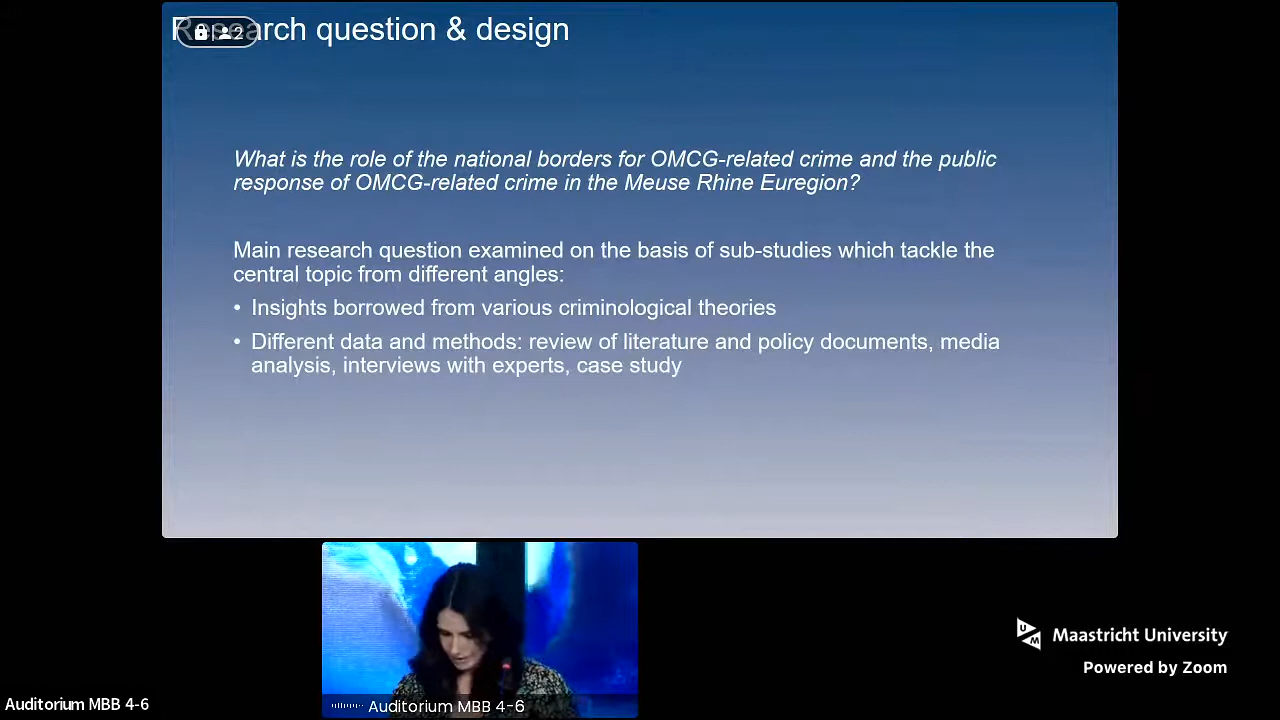 Research question & design
2
What is the role of the national borders for OMCG-related crime and the public
response of OMCG-related crime in the Meuse Rhine Euregion?
Main research question examined on the basis of sub-studies which tackle the
central topic from different angles:
• Insights borrowed from various criminological theories
• Different data and methods: review of literature and policy documents, media
analysis, interviews with experts, case study
UM
Maastricht University
Powered by Zoom
Auditorium MBB 4-6
Auditorium MBB 4-6